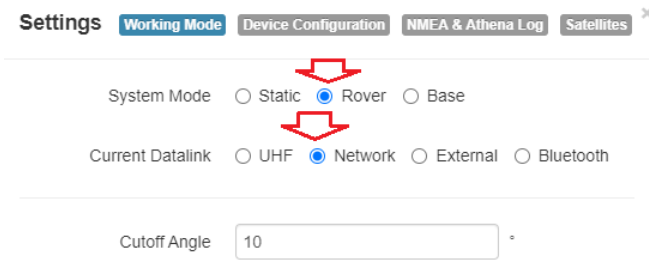 Settings Working Mode Device Configuration NMEA & Athena Log Satellites ×
System Mode Static Rover Base
Current Datalink UHF Network External Bluetooth
Cutoff Angle 10 °